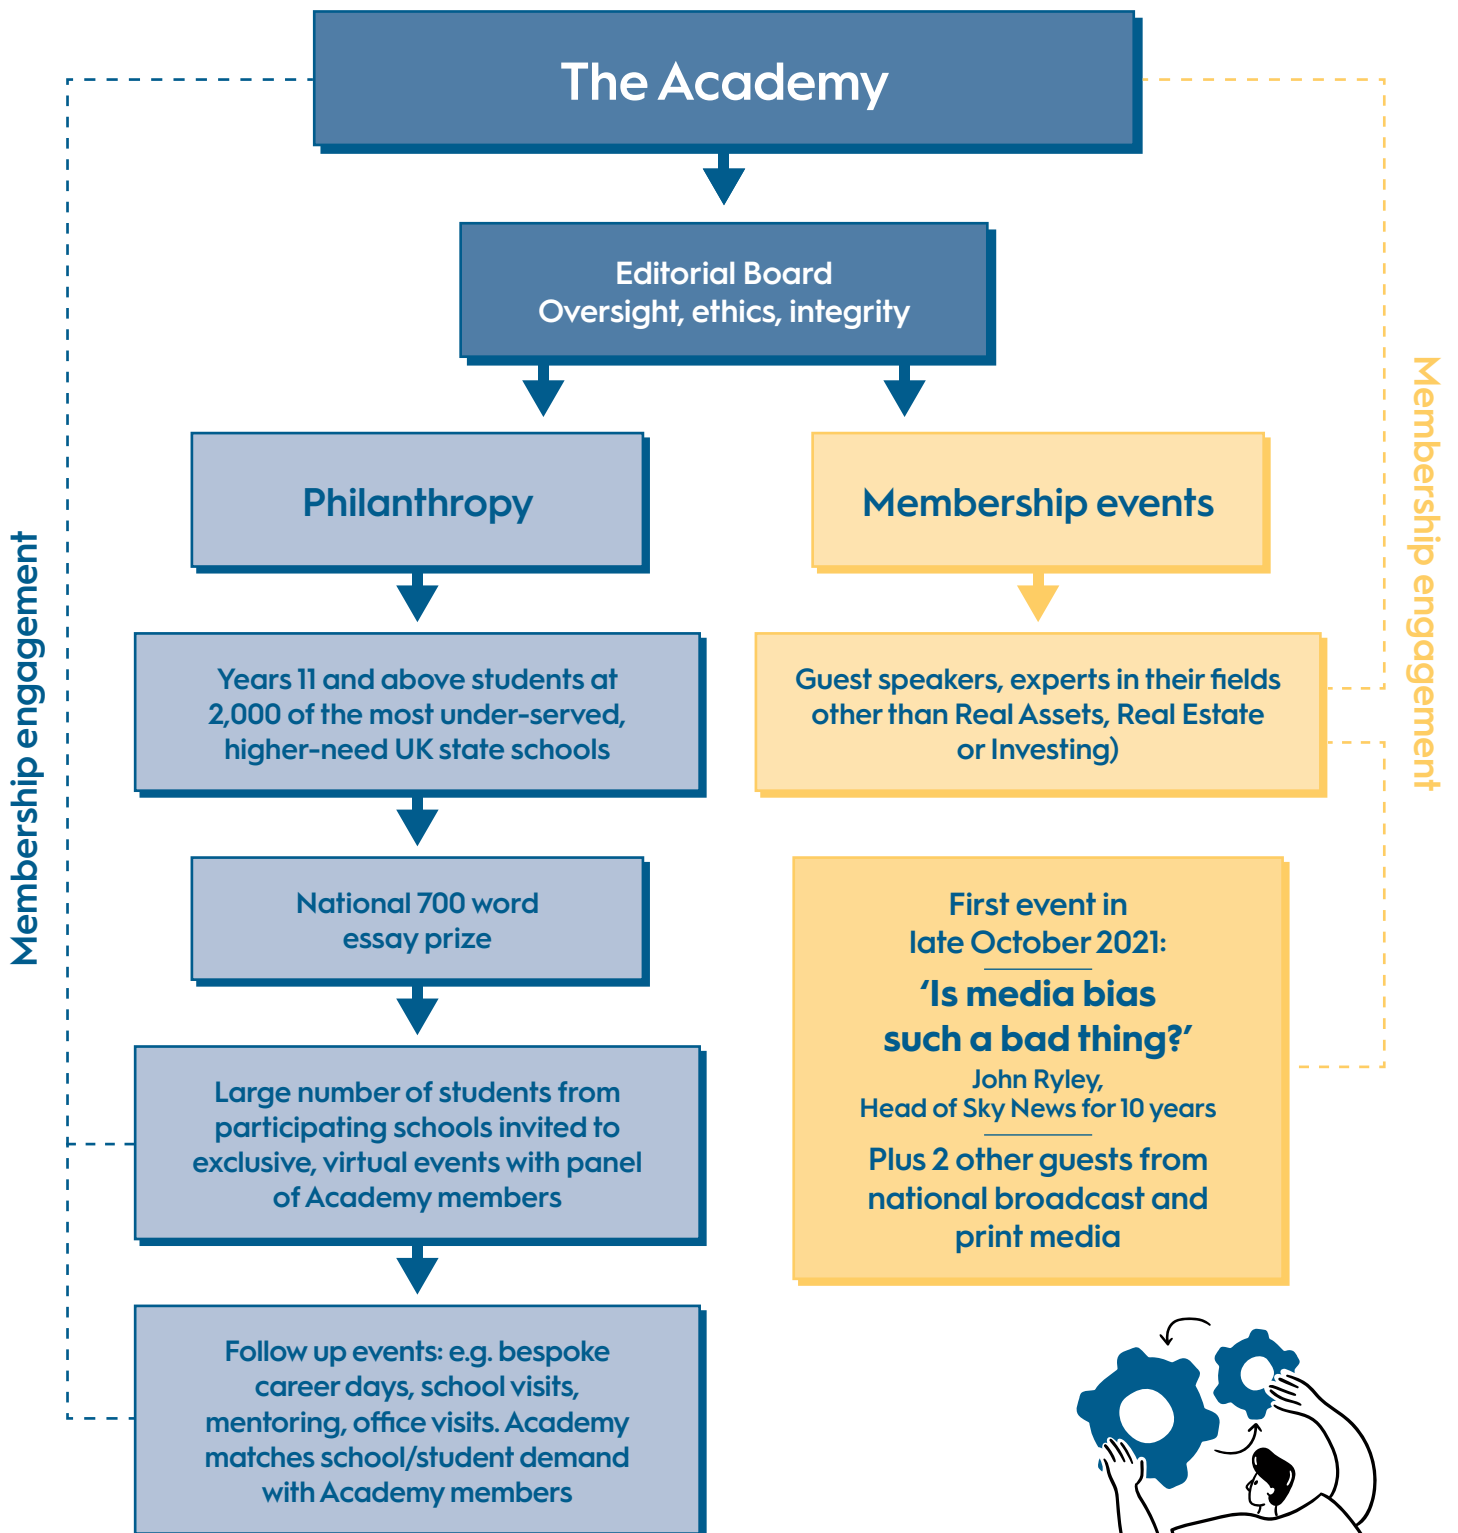 The Academy
Editorial Board
Oversight, ethics, integrity
Membership engagement
Philanthropy
Years 11 and above students at
2,000 of the most under-served,
higher-need UK state schools
National 700 word
essay prize
Large number of students from
participating schools invited to
exclusive, virtual events with panel
of Academy members
Follow up events: e.g. bespoke
career days, school visits,
mentoring, office visits. Academy
matches school/student demand
with Academy members
Membership events
Guest speakers, experts in their fields
other than Real Assets, Real Estate
or Investing)
First event in
late October 2021:
‘Is media bias
such a bad thing?’
John Ryley,
Head of Sky News for 10 years
Plus 2 other guests from
national broadcast and
print media
Membership engagement